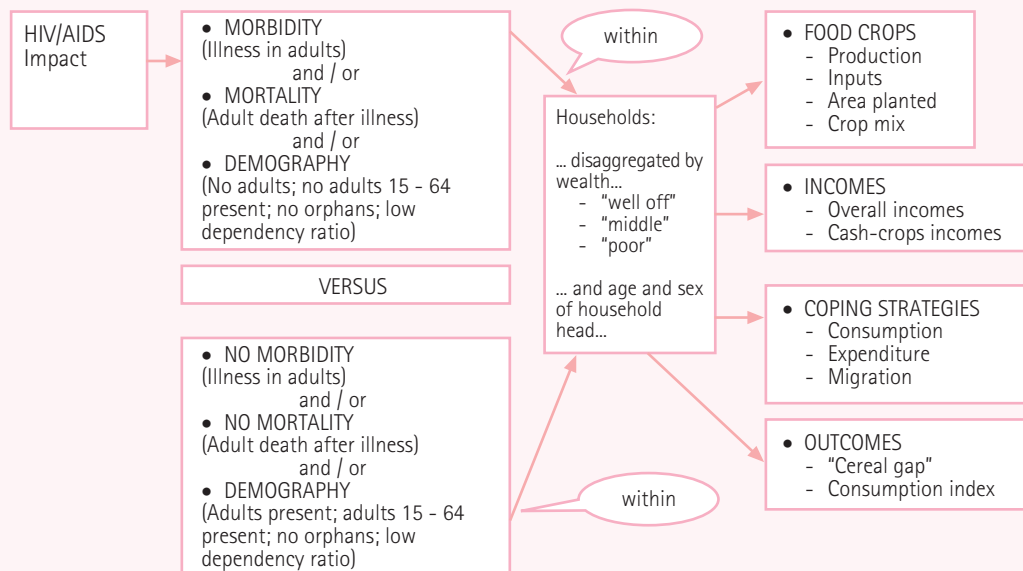 HIV/AIDS
Impact
• MORBIDITY
(Illness in adults)
and / or
• MORTALITY
(Adult death after illness)
and / or
• DEMOGRAPHY
(No adults; no adults 15 - 64
present; no orphans; low
dependency ratio)
VERSUS
• NO MORBIDITY
(Illness in adults)
and / or
• NO MORTALITY
(Adult death after illness)
and / or
• DEMOGRAPHY
(Adults present; adults 15 - 64
present; no orphans; low
dependency ratio)
within
Households:
... disaggregated by
wealth...
- "well off"
- "middle"
- "poor"
... and age and sex
of household
head...
within
• FOOD CROPS
- Production
- Inputs
- Area planted
- Crop mix
• INCOMES
- Overall incomes
- Cash-crops incomes
• COPING STRATEGIES
- Consumption
- Expenditure
- Migration
• OUTCOMES
- "Cereal gap"
- Consumption index